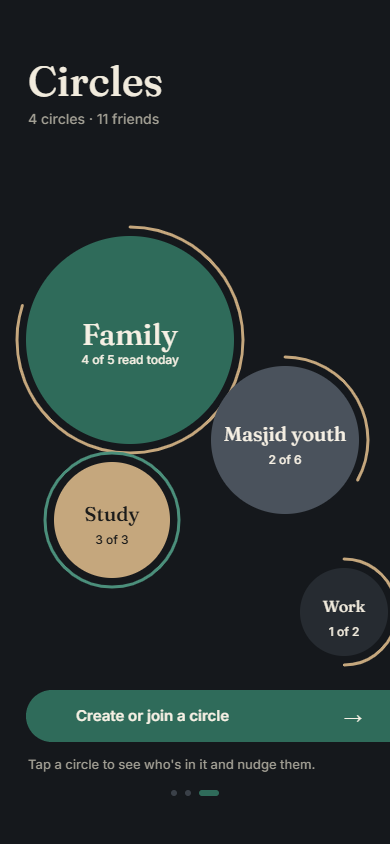 Circles
4 circles · 11 friends
Family
4 of 5 read today
Masjid youth
2 of 6
Study
3 of 3
Work
1 of 2
Create or join a circle →
Tap a circle to see who's in it and nudge them.